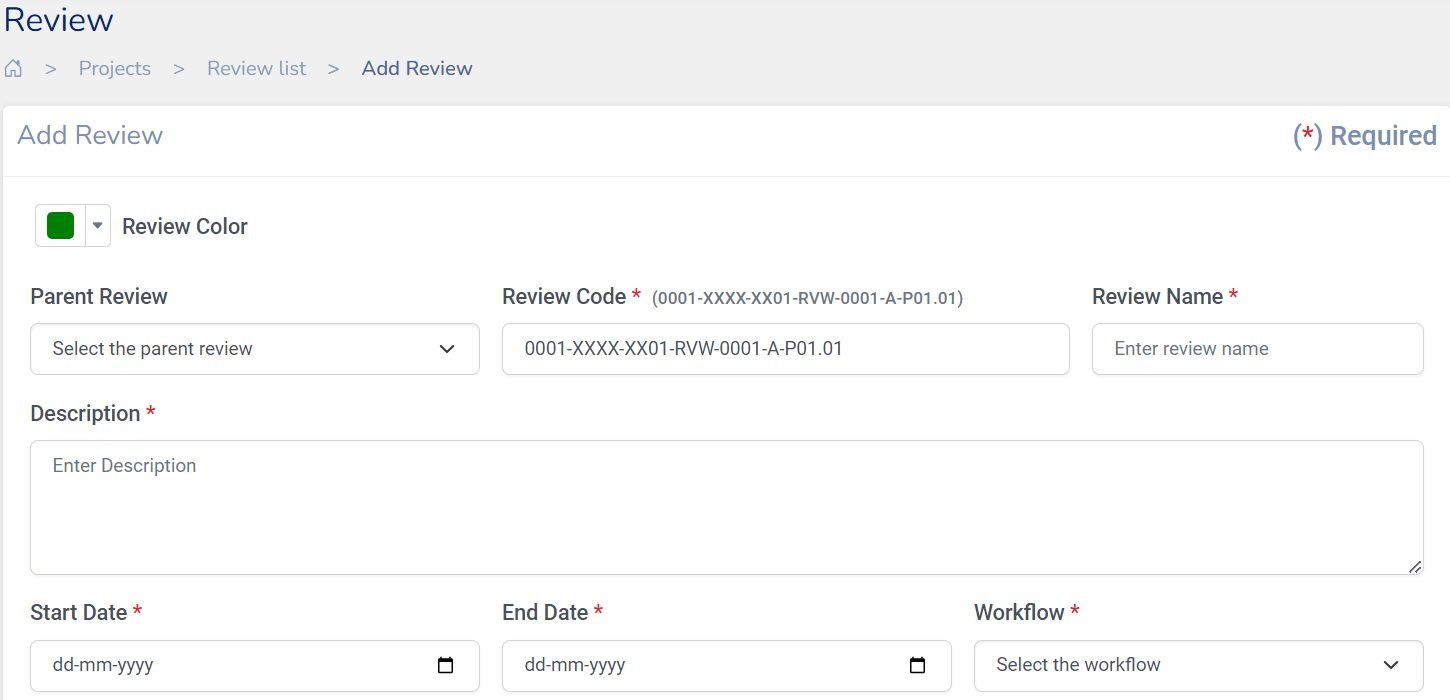 Review
> Projects > Review list > Add Review
Add Review
(*) Required
Review Color
Parent Review
Review Code * (0001-XXXX-XX01-RVW-0001-A-P01.01)
Review Name *
Select the parent review
0001-XXXX-XX01-RVW-0001-A-P01.01
Enter review name
Description *
Enter Description
Start Date *
End Date *
Workflow *
dd-mm-yyyy
dd-mm-yyyy
Select the workflow